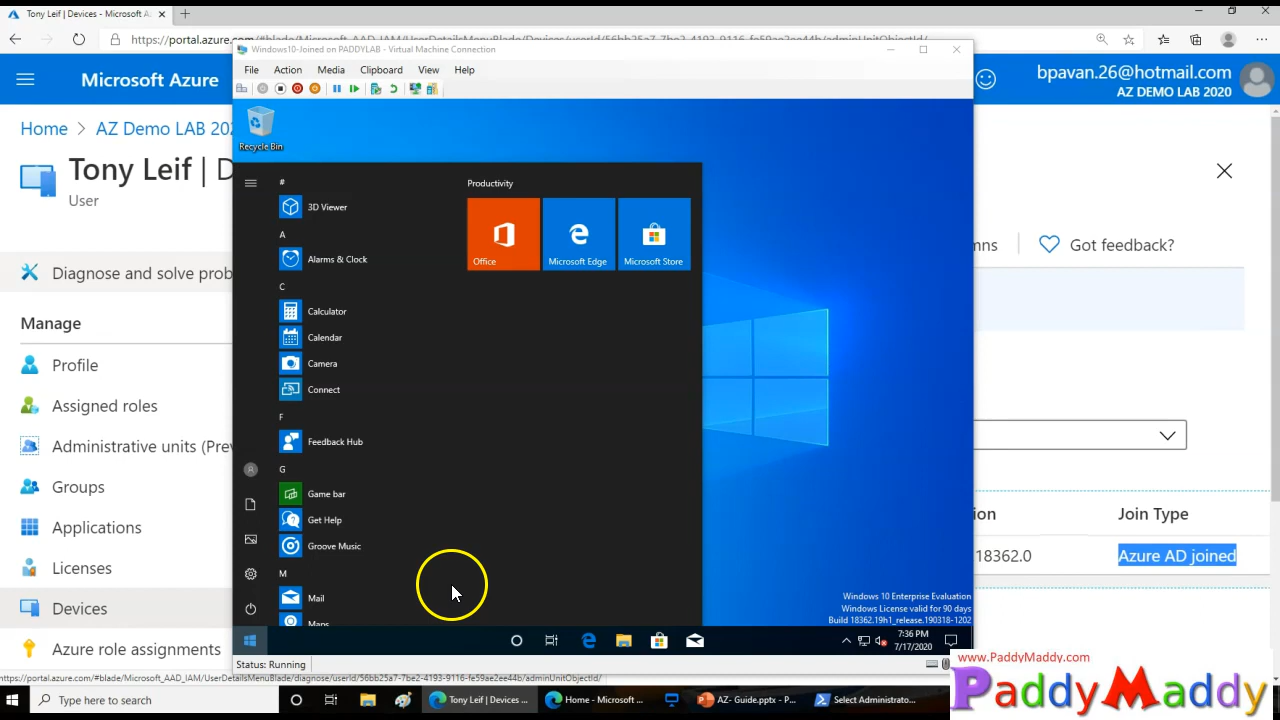 Tony Leif | Devices - Microsoft A
https://portal.azure.com/#blade/Microsoft_AAD_IAM/UserDetailsMenuBlade/Devices/userId/56bb25a7-7be2-4193-9116-fe59ae2ee44b/adminUnitObjectId/
Windows10-Joined on PADDYLAB - Virtual Machine Connection
File Action Media Clipboard View Help
Microsoft Azure
bpavan.26@hotmail.com
AZ DEMO LAB 2020
Home > AZ Demo LAB 202
Tony Leif | D
User
Diagnose and solve prob
Manage
Profile
Assigned roles
Administrative units (Prev
Groups
Applications
Licenses
Devices
Azure role assignments
Recycle Bin
#
3D Viewer
A
Alarms & Clock
C
Calculator
Calendar
Camera
Connect
F
Feedback Hub
G
Game bar
Get Help
Groove Music
M
Mail
Maps
Productivity
Office
Microsoft Edge
Microsoft Store
Windows 10 Enterprise Evaluation
Windows License valid for 90 days
Build 18362.19h1_release.190318-1202
7:36 PM
7/17/2020
Status: Running
mns
Got feedback?
ion
Join Type
18362.0
Azure AD joined
https://portal.azure.com/#blade/Microsoft_AAD_IAM/UserDetailsMenuBlade/diagnose/userId/56bb25a7-7be2-4193-9116-fe59ae2ee44b/adminUnitObjectId/
Type here to search
Tony Leif | Devices ...
Home - Microsoft ...
AZ- Guide.pptx - P...
Select Administrato...
www.PaddyMaddy.com
PaddyMaddy